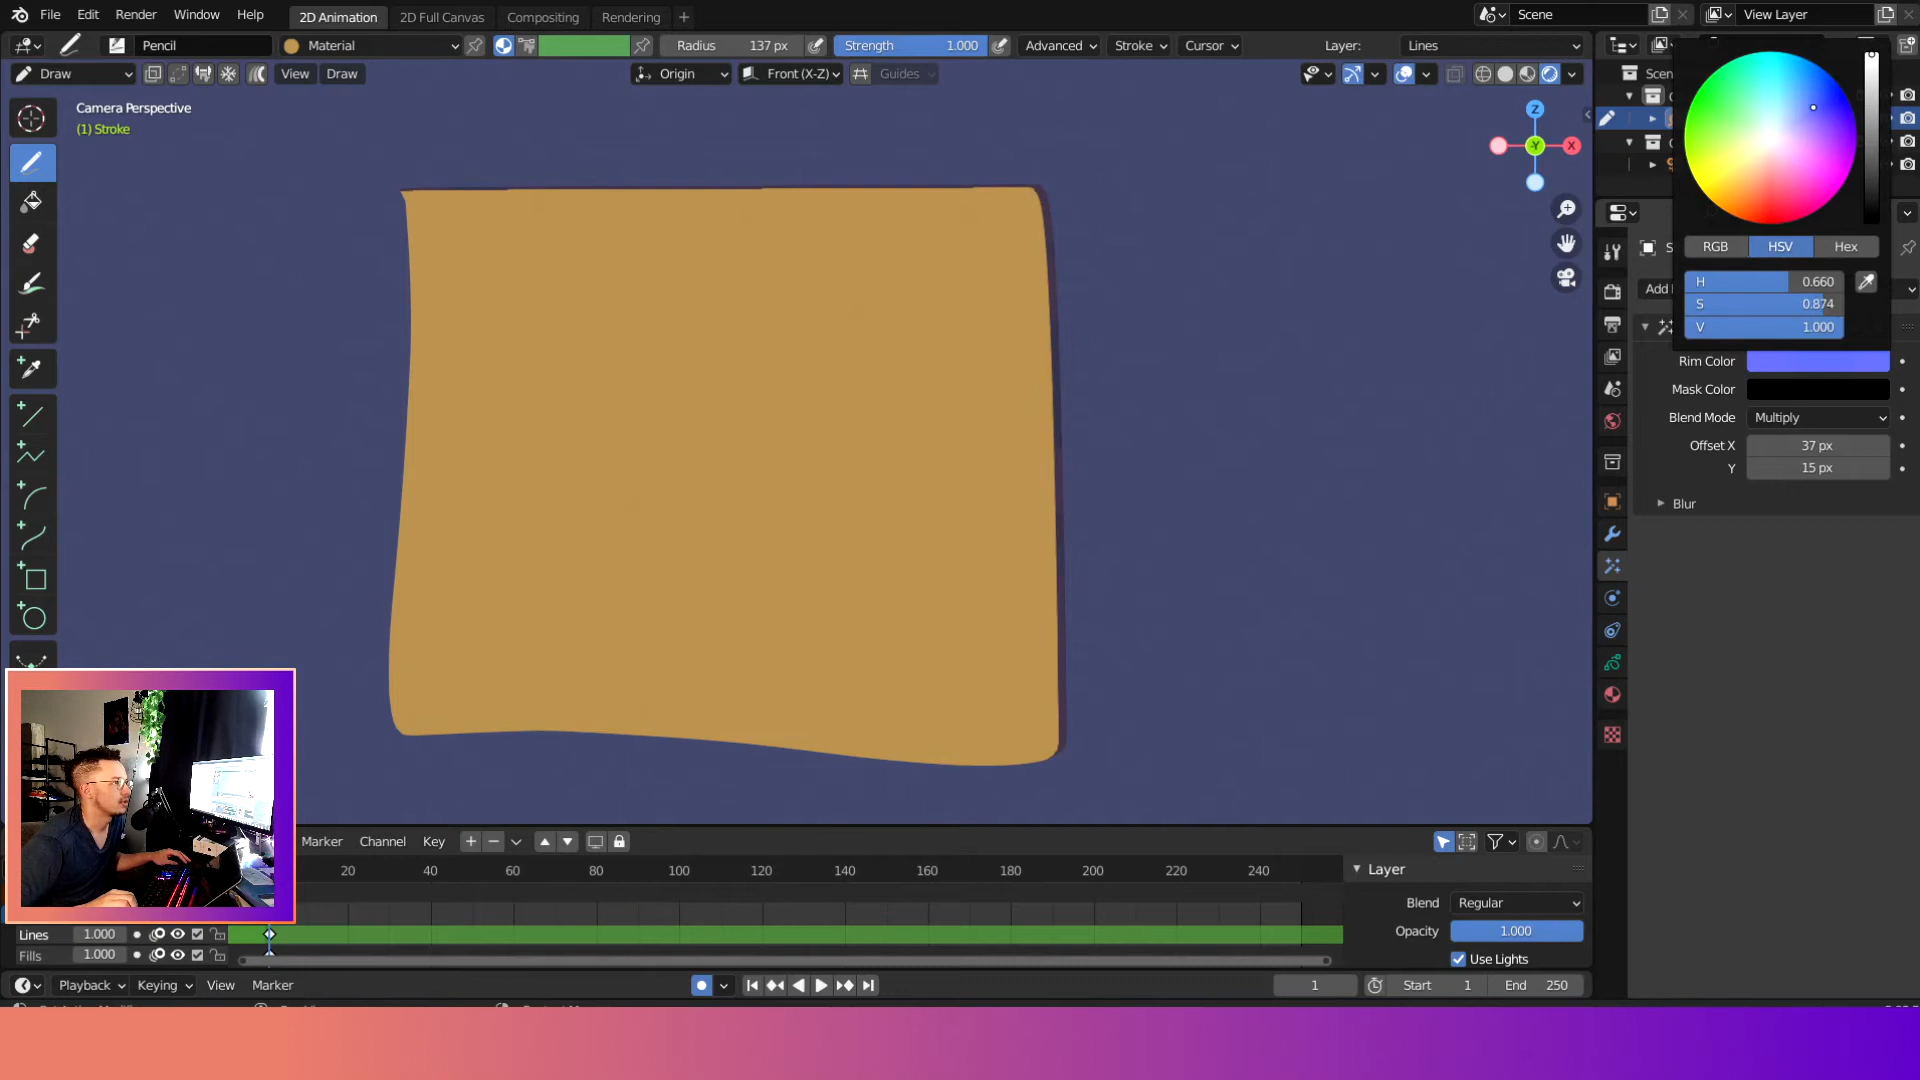 File Edit Render Window Help 2D Animation 2D Full Canvas Compositing Rendering + Scene View Layer
Pencil Material Radius 137 px Strength 1.000 Advanced Stroke Cursor Layer: Lines
Draw View Draw Origin Front (X-Z) Guides Scen
Camera Perspective
(1) Stroke
Z
X
-Y
RGB HSV Hex
H 0.660
S 0.874
V 1.000
Rim Color
Mask Color
Blend Mode Multiply
Offset X 37 px
Y 15 px
Blur
Marker Channel Key
20 40 60 80 100 120 140 160 180 200 220 240
Layer
Blend Regular
Opacity 1.000
Use Lights
Lines 1.000
Fills 1.000
Playback Keying View Marker 1 Start 1 End 250